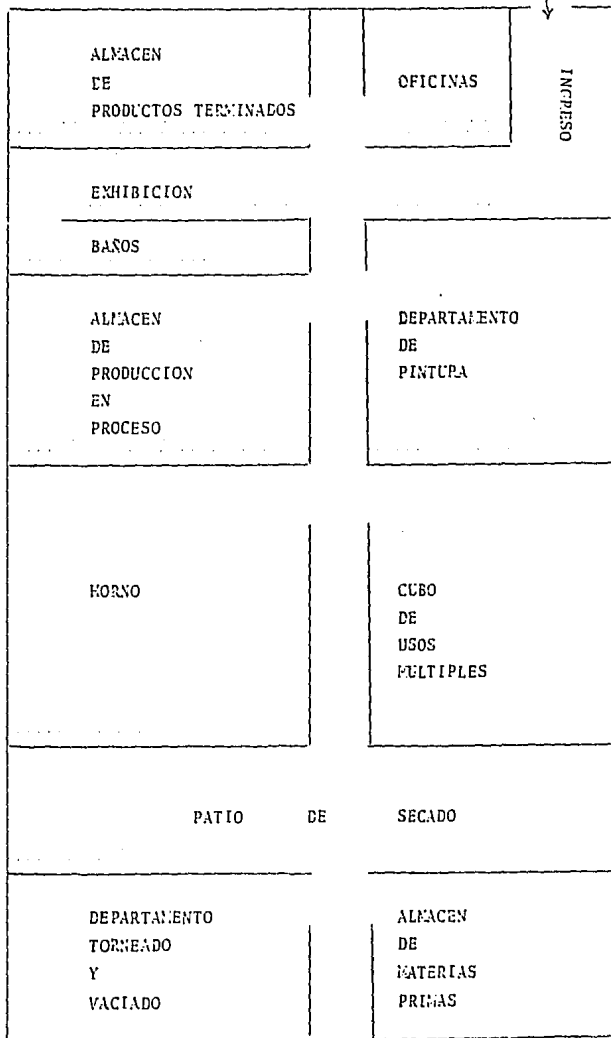 ALMACEN
DE
PRODUCTOS TERMINADOS
OFICINAS
INGRESO
EXHIBICION
BAÑOS
ALMACEN
DE
PRODUCCION
EN
PROCESO
DEPARTAMENTO
DE
PINTURA
HORNO
CUBO
DE
USOS
MULTIPLES
PATIO DE SECADO
DEPARTAMENTO
TORNEADO
Y
VACIADO
ALMACEN
DE
MATERIAS
PRIMAS